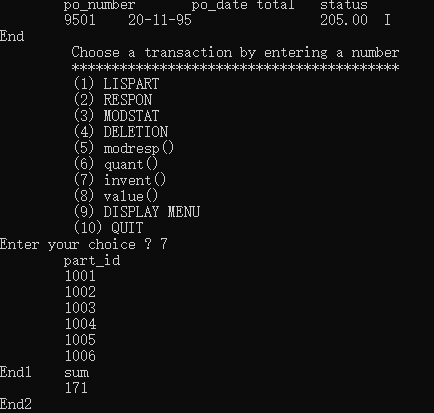 po_number po_date total status
9501 20-11-95 205.00 I
End
Choose a transaction by entering a number
*****************************************
(1) LISPART
(2) RESPON
(3) MODSTAT
(4) DELETION
(5) modresp()
(6) quant()
(7) invent()
(8) value()
(9) DISPLAY MENU
(10) QUIT
Enter your choice ? 7
part_id
1001
1002
1003
1004
1005
1006
End1 sum
171
End2